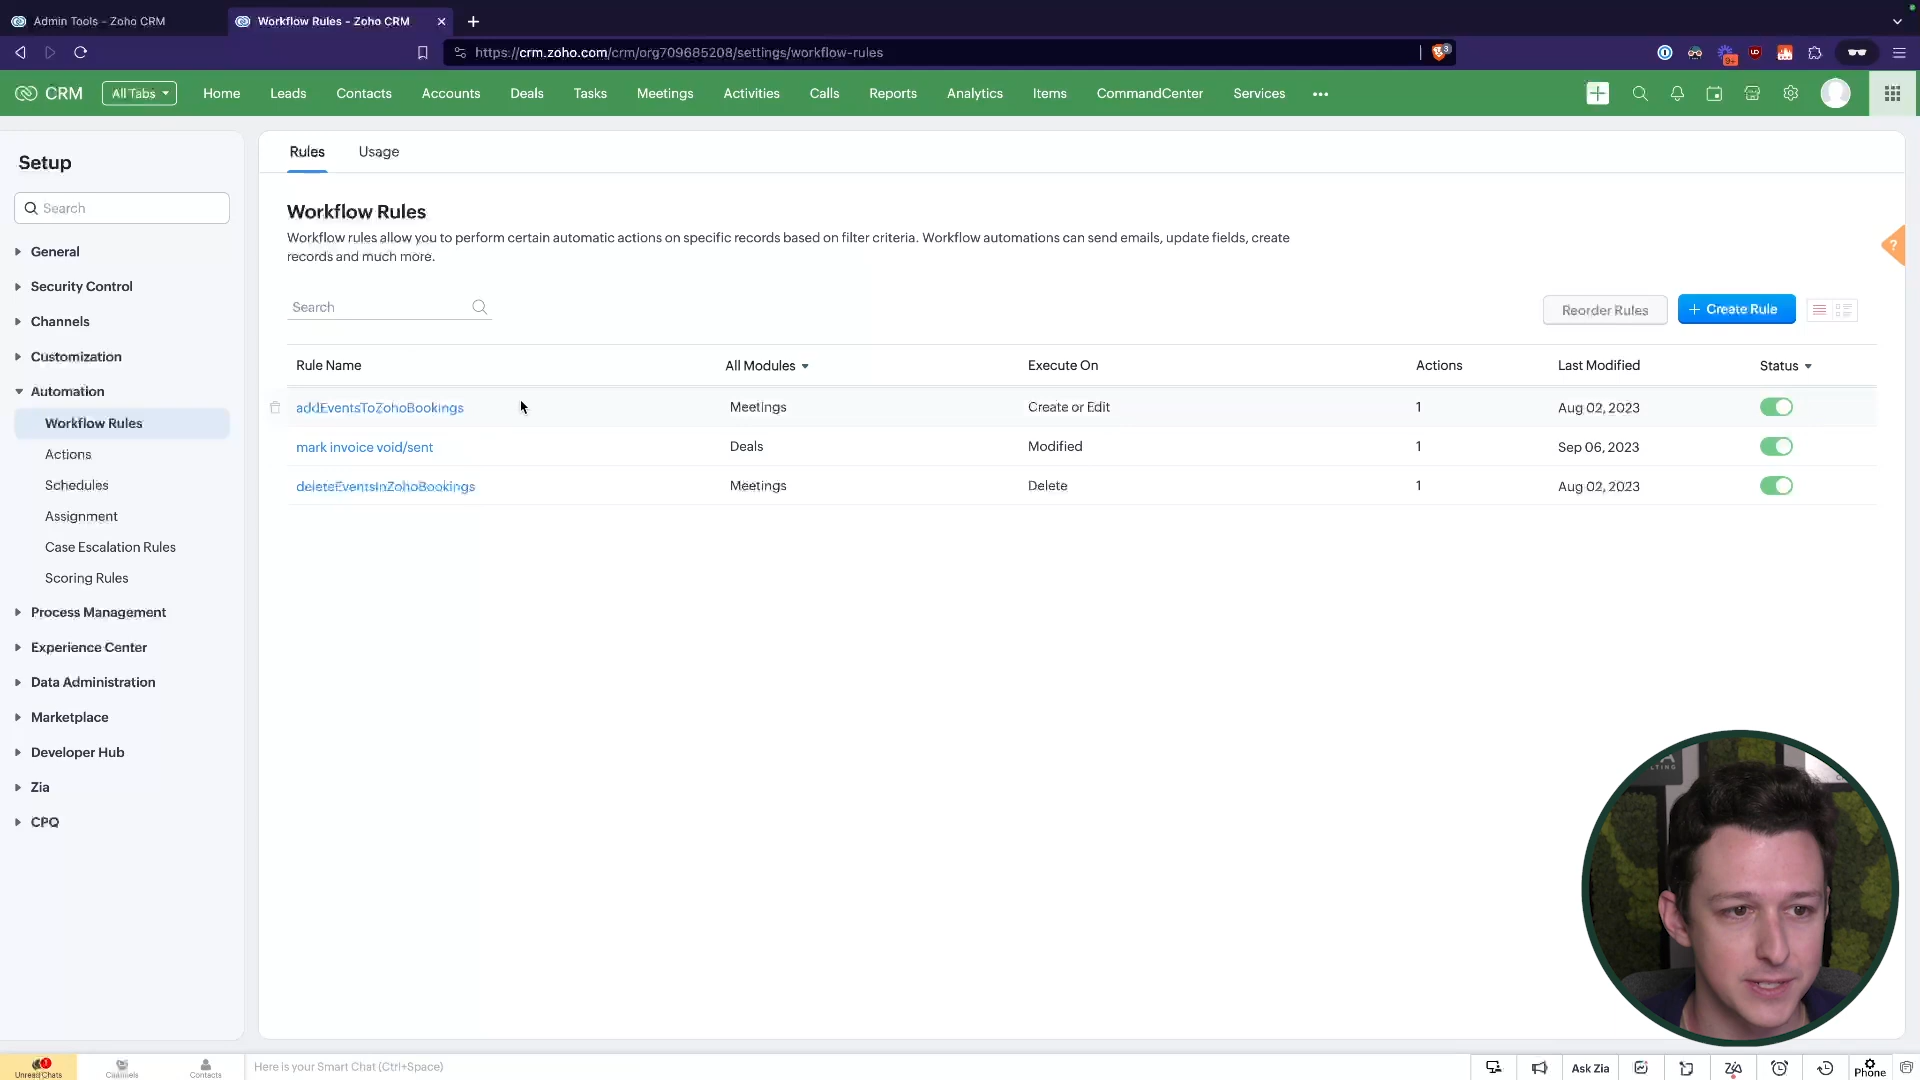 Admin Tools - Zoho CRM
Workflow Rules - Zoho CRM
https://crm.zoho.com/crm/org709685208/settings/workflow-rules
3
9+
CRM
All Tabs
Home
Leads
Contacts
Accounts
Deals
Tasks
Meetings
Activities
Calls
Reports
Analytics
Items
CommandCenter
Services
Setup
Search
General
Security Control
Channels
Customization
Automation
Workflow Rules
Actions
Schedules
Assignment
Case Escalation Rules
Scoring Rules
Process Management
Experience Center
Data Administration
Marketplace
Developer Hub
Zia
CPQ
Rules
Usage
Workflow Rules
Workflow rules allow you to perform certain automatic actions on specific records based on filter criteria. Workflow automations can send emails, update fields, create
records and much more.
Search
Reorder Rules
+ Create Rule
?
Rule Name
All Modules
Execute On
Actions
Last Modified
Status
addEventsToZohoBookings
Meetings
Create or Edit
1
Aug 02, 2023
mark invoice void/sent
Deals
Modified
1
Sep 06, 2023
deleteEventsInZohoBookings
Meetings
Delete
1
Aug 02, 2023
LTING
1
Unread Chats
Channels
Contacts
Here is your Smart Chat (Ctrl+Space)
Ask Zia
Phone